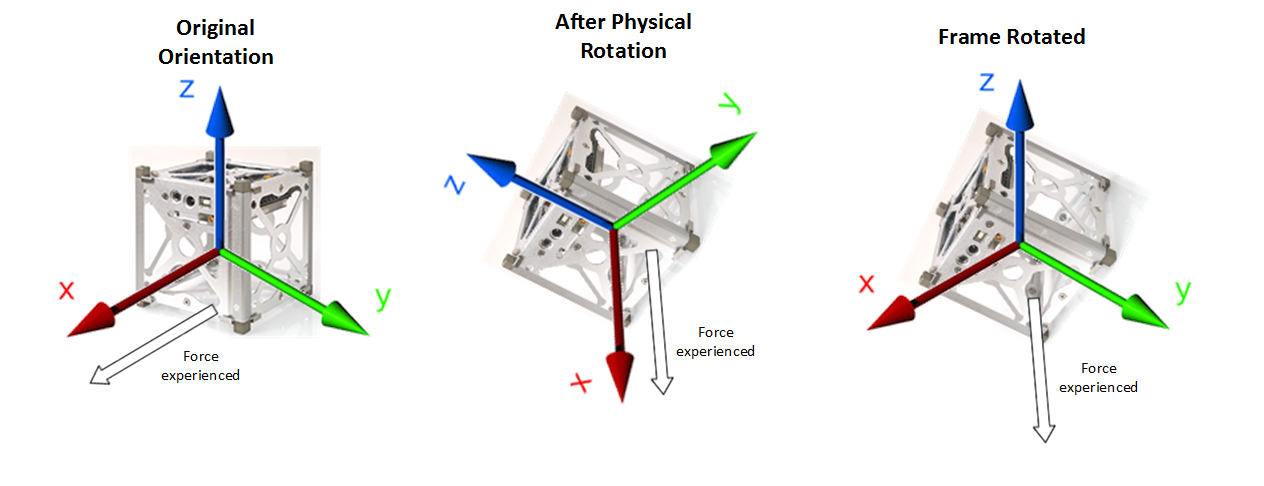 Original
Orientation
z
x
y
Force
experienced
After Physical
Rotation
y
z
x
Force
experienced
Frame Rotated
z
x
y
Force
experienced